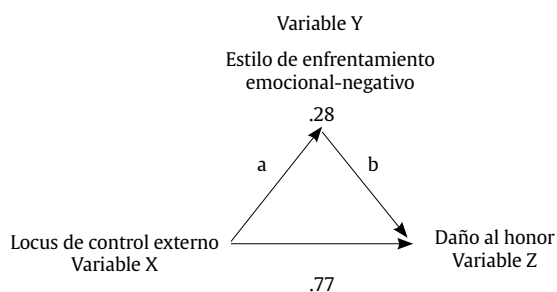 Variable Y
Estilo de enfrentamiento
emocional-negativo
.28
a
b
Locus de control externo
Variable X
Daño al honor
Variable Z
.77